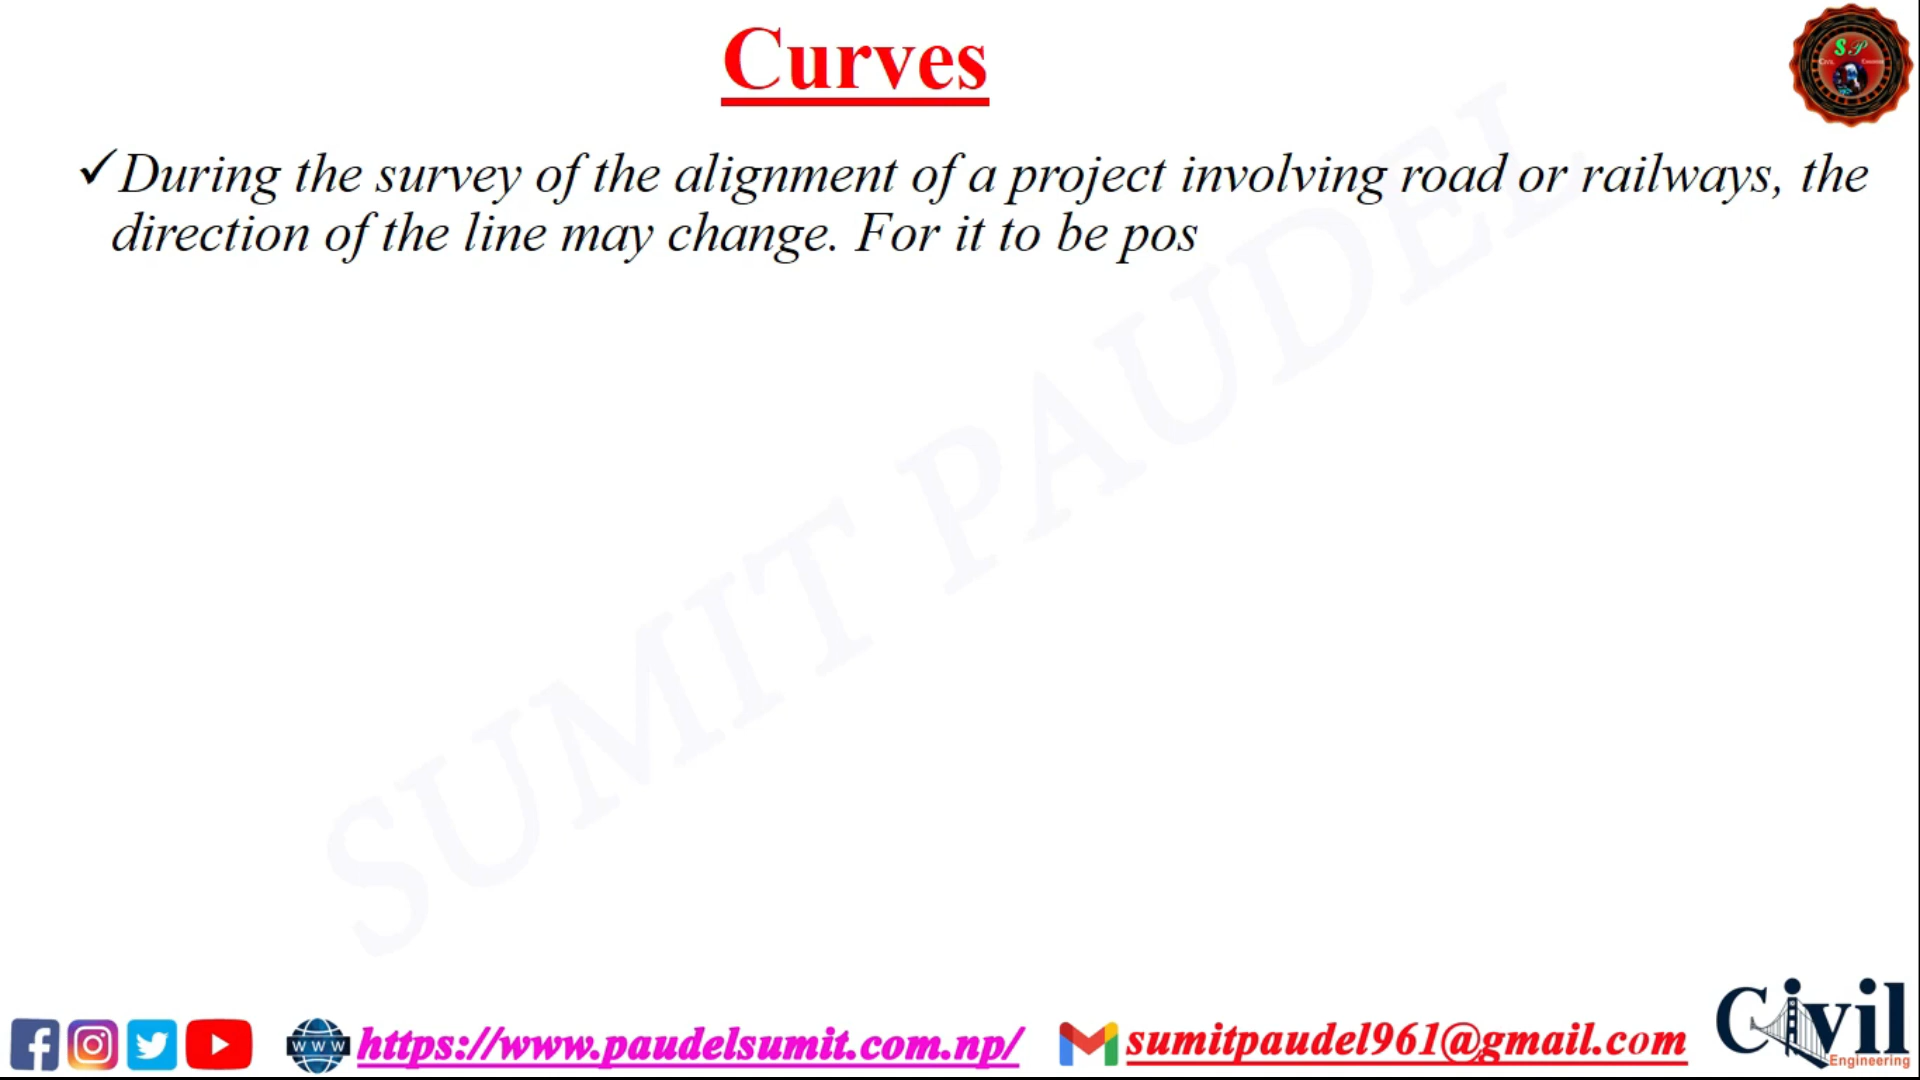 Curves
S P
✓During the survey of the alignment of a project involving road or railways, the
direction of the line may change. For it to be pos
SUMIT PAUDEL
www https://www.paudelsumit.com.np/ sumitpaudel961@gmail.com
Civil
Engineering